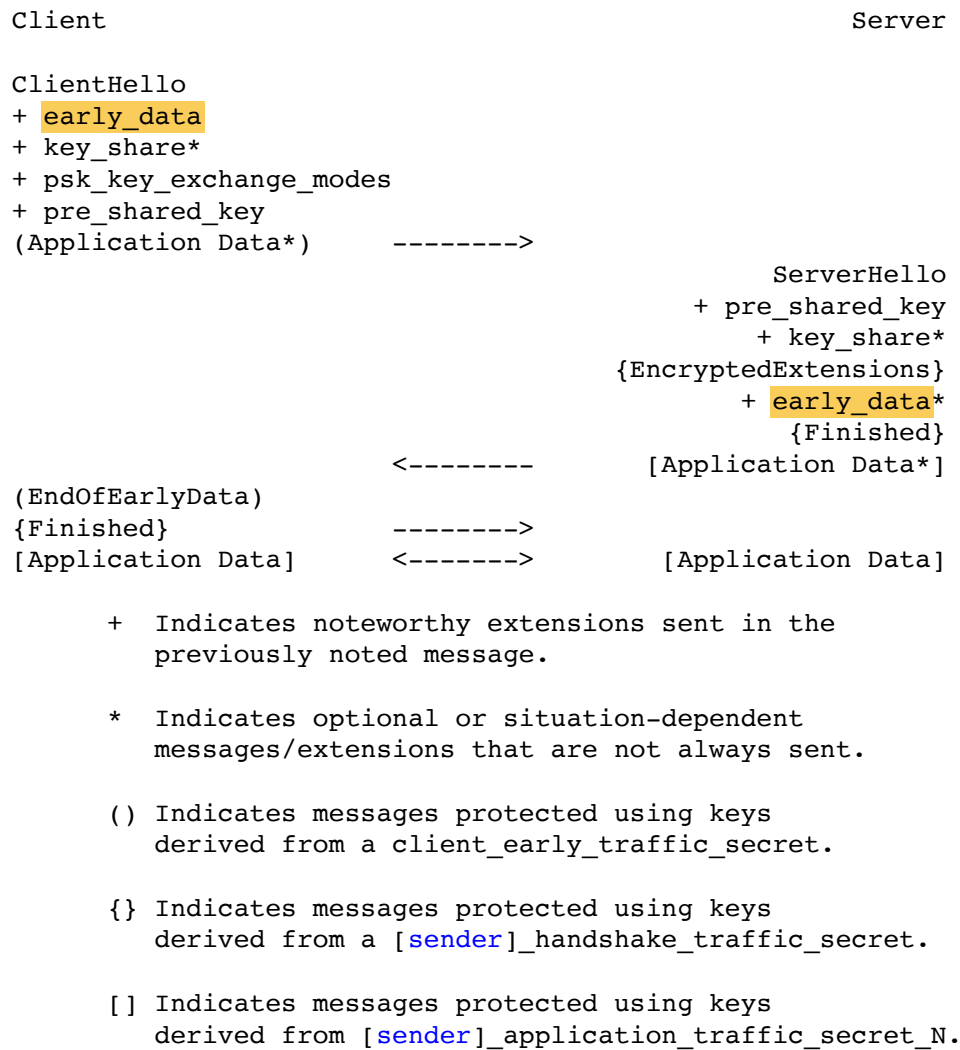 Client                                      Server

ClientHello
+ early_data
+ key_share*
+ psk_key_exchange_modes
+ pre_shared_key
(Application Data*)     -------->
                                       ServerHello
                                  + pre_shared_key
                                      + key_share*
                             {EncryptedExtensions}
                                     + early_data*
                                        {Finished}
                        <--------       [Application Data*]
(EndOfEarlyData)
{Finished}              -------->
[Application Data]      <------->        [Application Data]

      +  Indicates noteworthy extensions sent in the
         previously noted message.

      *  Indicates optional or situation-dependent
         messages/extensions that are not always sent.

      () Indicates messages protected using keys
         derived from a client_early_traffic_secret.

      {} Indicates messages protected using keys
         derived from a [sender]_handshake_traffic_secret.

      [] Indicates messages protected using keys
         derived from [sender]_application_traffic_secret_N.